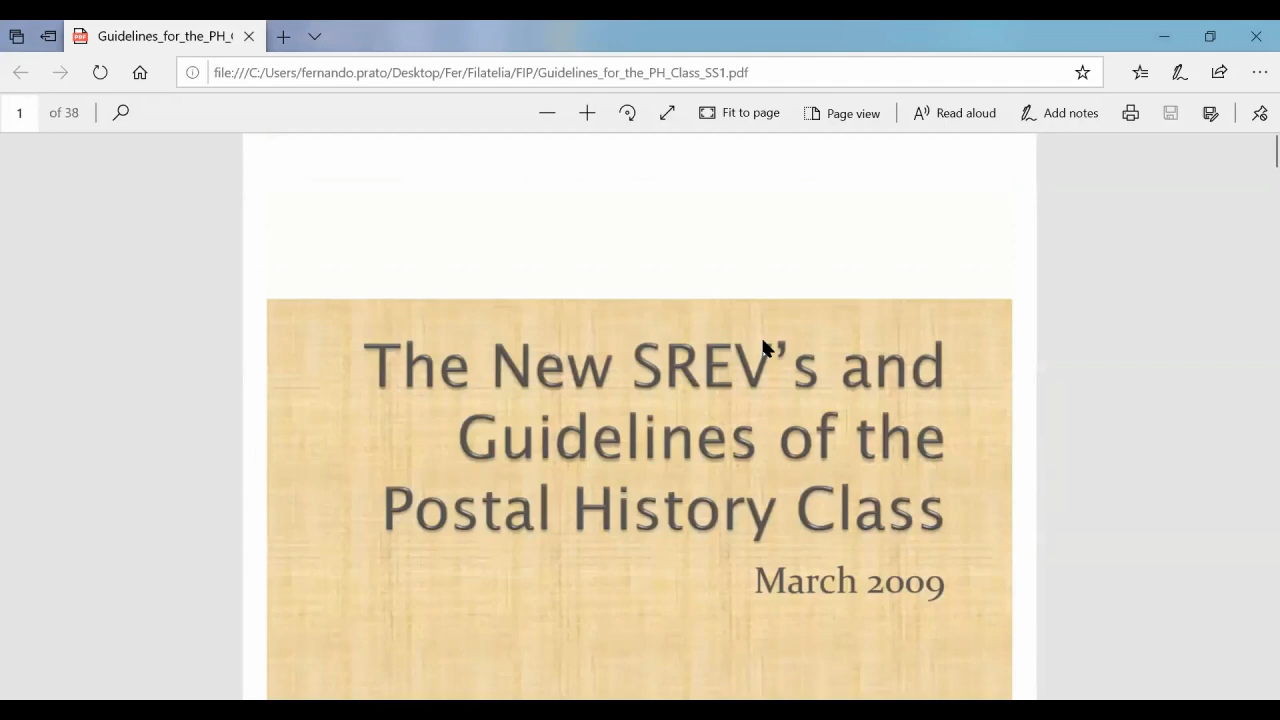 Guidelines_for_the_PH_(
file:///C:/Users/fernando.prato/Desktop/Fer/Filatelia/FIP/Guidelines_for_the_PH_Class_SS1.pdf
1 of 38 Fit to page Page view Read aloud Add notes
The New SREV’s and
Guidelines of the
Postal History Class
March 2009